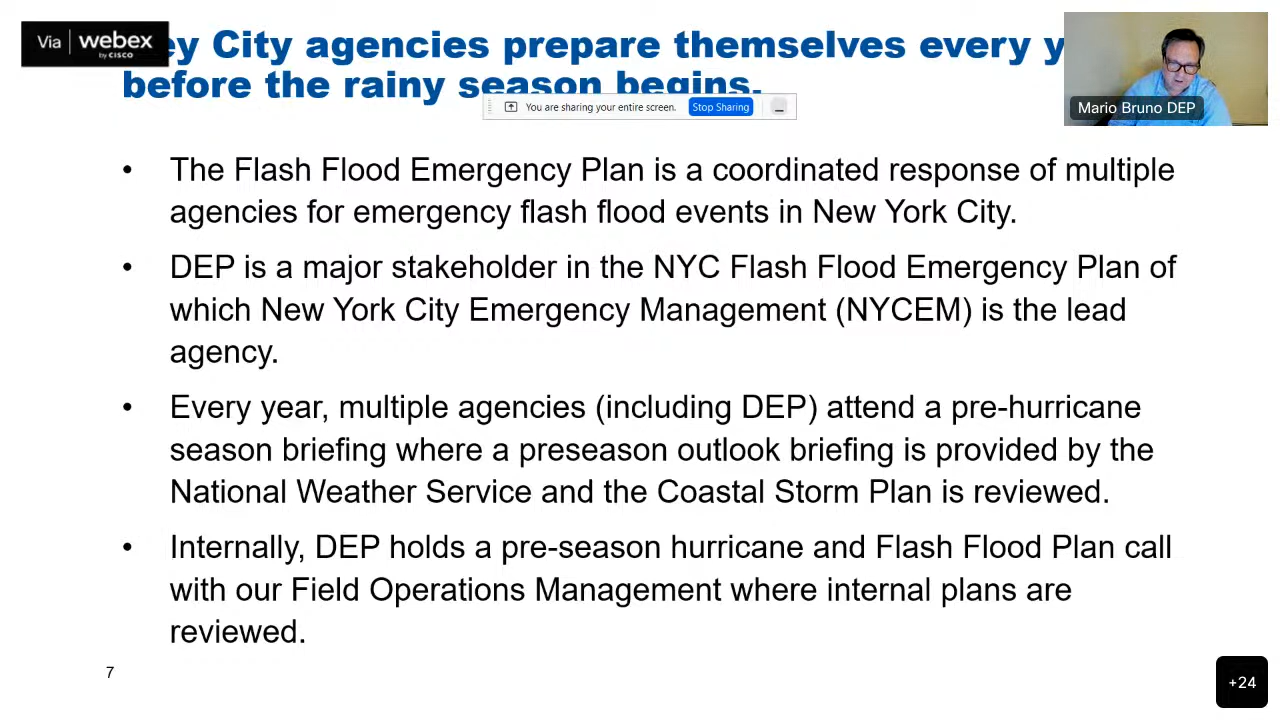 Via webex
by CISCO
ey City agencies prepare themselves every y
before the rainy season begins.
You are sharing your entire screen. Stop Sharing
Mario Bruno DEP
• The Flash Flood Emergency Plan is a coordinated response of multiple
agencies for emergency flash flood events in New York City.
• DEP is a major stakeholder in the NYC Flash Flood Emergency Plan of
which New York City Emergency Management (NYCEM) is the lead
agency.
• Every year, multiple agencies (including DEP) attend a pre-hurricane
season briefing where a preseason outlook briefing is provided by the
National Weather Service and the Coastal Storm Plan is reviewed.
• Internally, DEP holds a pre-season hurricane and Flash Flood Plan call
with our Field Operations Management where internal plans are
reviewed.
7
+24